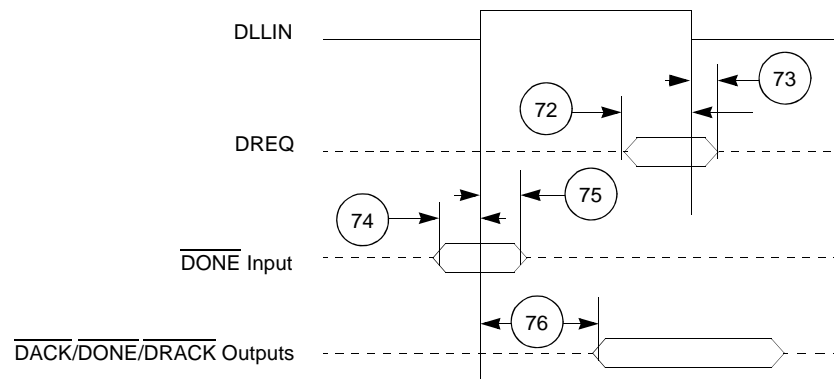 DLLIN
73
72
DREQ
75
74
DONE Input
76
DACK/DONE/DRACK Outputs